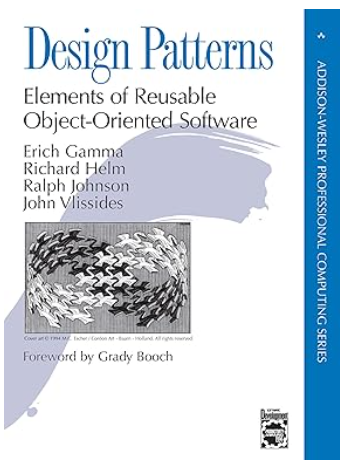 Design Patterns
Elements of Reusable
Object-Oriented Software
Erich Gamma
Richard Helm
Ralph Johnson
John Vlissides
Cover art © 1994 M.C. Escher / Cordon Art - Baarn - Holland. All rights reserved.
Foreword by Grady Booch
ADDISON-WESLEY PROFESSIONAL COMPUTING SERIES
Development